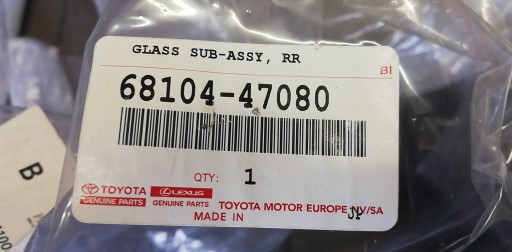 GLASS SUB-ASSY, RR
BI
68104-47080
QTY: 1
TOYOTA LEXUS
GENUINE PARTS GENUINE PARTS TOYOTA MOTOR EUROPE NV/SA
MADE IN JP
B